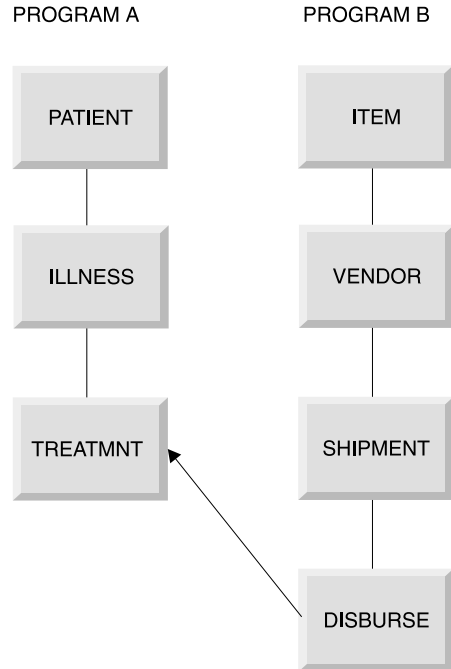 PROGRAM A
PROGRAM B
PATIENT
ITEM
ILLNESS
VENDOR
TREATMNT
SHIPMENT
DISBURSE